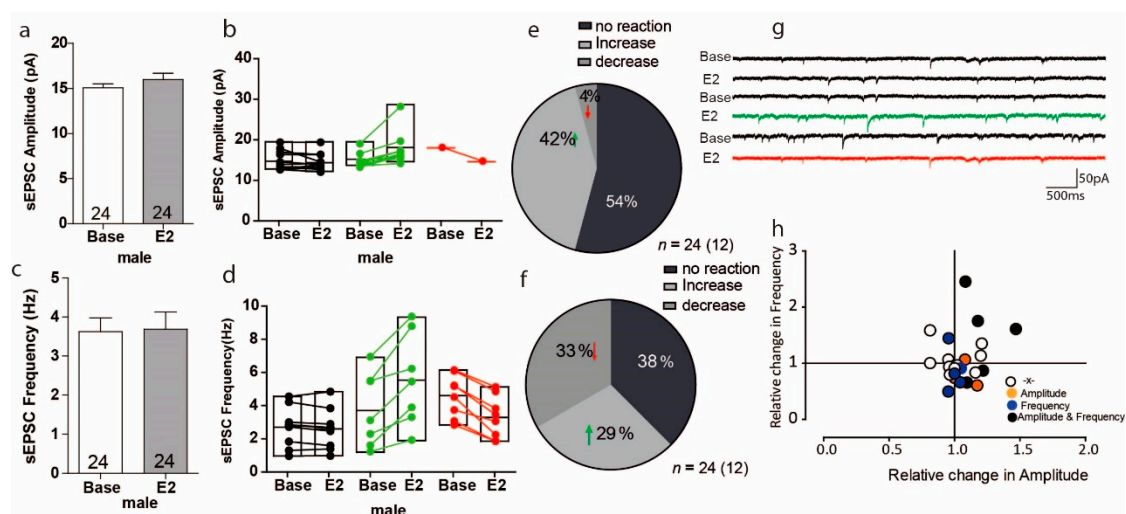 a
sEPSC Amplitude (pA)
20
15
10
5
0
24
24
Base
E2
male
b
sEPSC Amplitude (pA)
40
30
20
10
0
Base E2
Base E2
Base E2
male
e
no reaction
Increase
decrease
4%
42%
54%
n = 24 (12)
g
Base
E2
Base
E2
Base
E2
50pA
500ms
c
sEPSC Frequency (Hz)
5
4
3
2
1
0
24
24
Base
E2
male
d
sEPSC Frequency(Hz)
10
8
6
4
2
0
Base E2
Base E2
Base E2
male
f
no reaction
Increase
decrease
33%
38%
29%
n = 24 (12)
h
Relative change in Frequency
3
2
1
0
-x-
Amplitude
Frequency
Amplitude & Frequency
0.0
0.5
1.0
1.5
2.0
Relative change in Amplitude